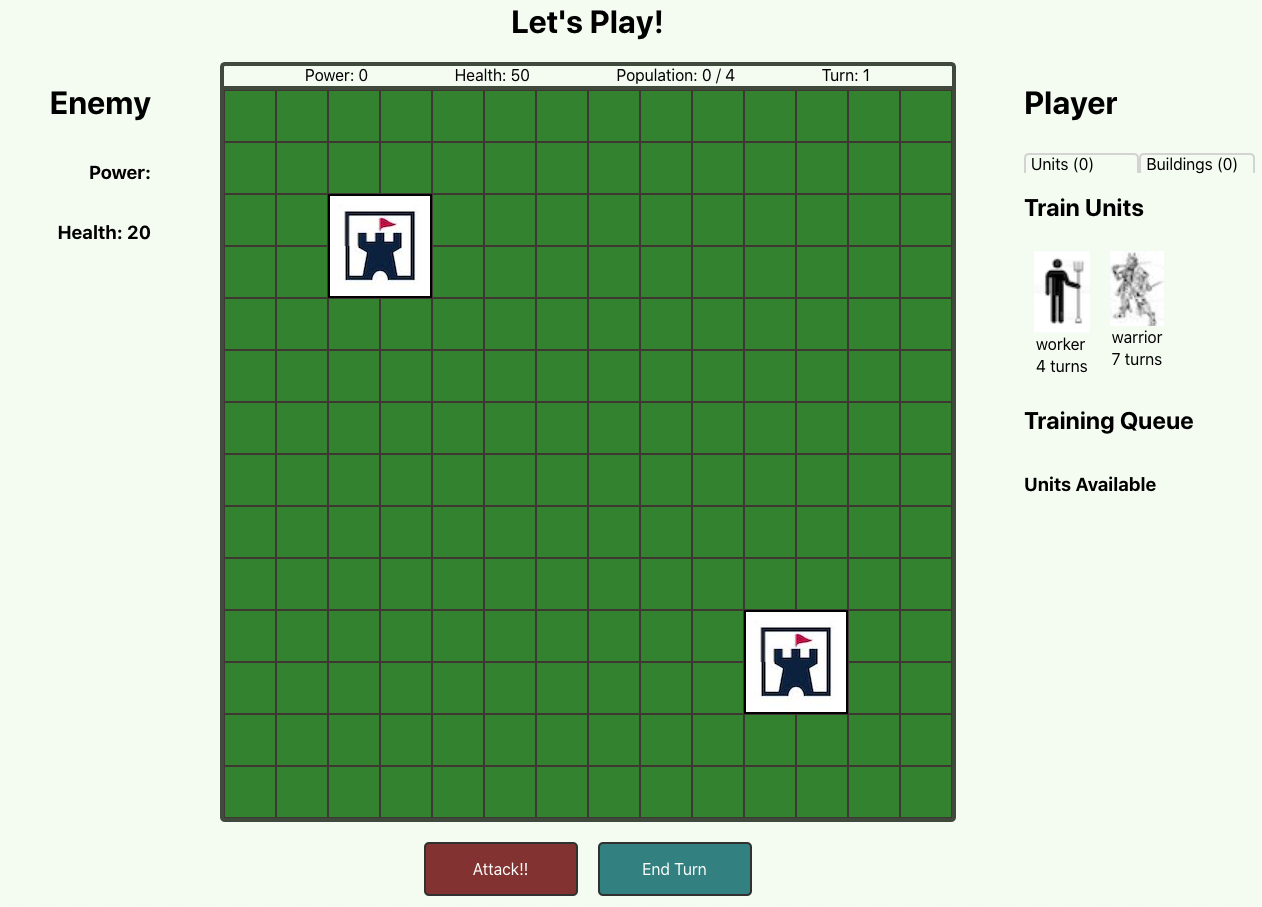 Let's Play!
Power: 0 Health: 50 Population: 0 / 4 Turn: 1
Enemy
Power:
Health: 20
Player
Units (0) Buildings (0)
Train Units
worker
4 turns
warrior
7 turns
Training Queue
Units Available
Attack!! End Turn